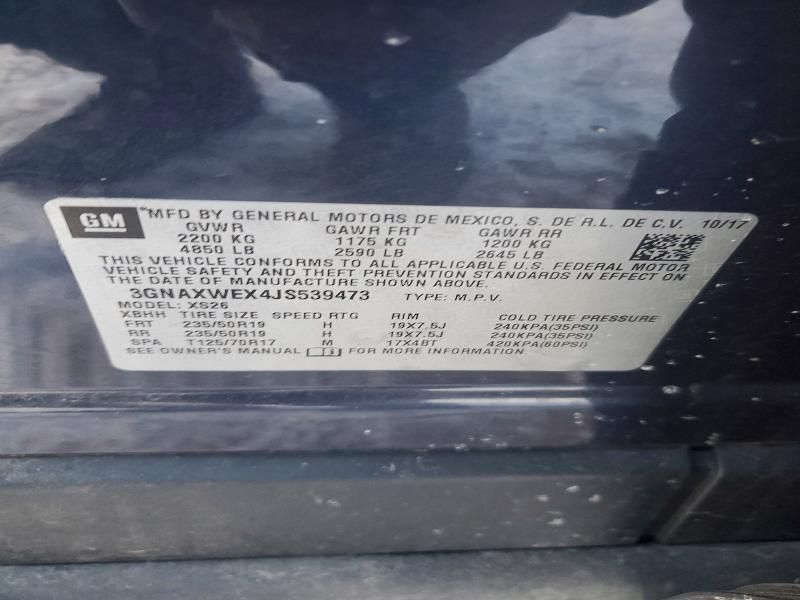 GM *MFD BY GENERAL MOTORS DE MEXICO, S. DE R.L. DE C.V. 10/17
GVWR GAWR FRT GAWR RR
2200 KG 1175 KG 1200 KG
4850 LB 2590 LB 2645 LB
THIS VEHICLE CONFORMS TO ALL APPLICABLE U.S. FEDERAL MOTOR
VEHICLE SAFETY AND THEFT PREVENTION STANDARDS IN EFFECT ON
THE DATE OF MANUFACTURE SHOWN ABOVE.
3GNAXWEX4JS539473 TYPE: M.P.V.
MODEL: XS26
XBHH TIRE SIZE SPEED RTG RIM COLD TIRE PRESSURE
FRT 235/50R19 H 19X7.5J 240KPA(35PSI)
RR 235/50R19 H 19X7.5J 240KPA(35PSI)
SPA T125/70R17 M 17X4BT 420KPA(60PSI)
SEE OWNER'S MANUAL FOR MORE INFORMATION.